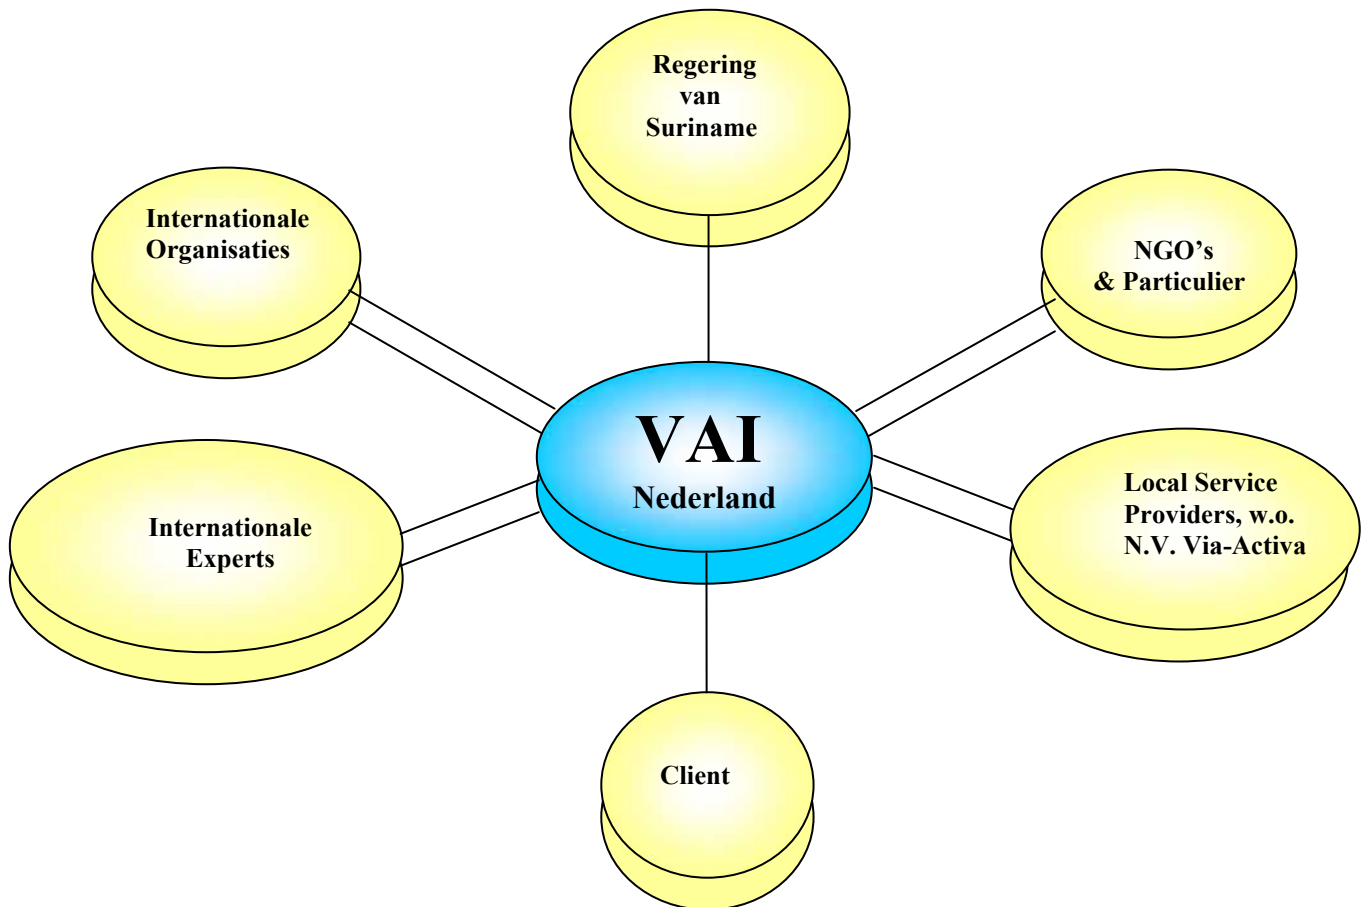 Regering
van
Suriname
Internationale
Organisaties
NGO’s
& Particulier
VAI
Nederland
Internationale
Experts
Local Service
Providers, w.o.
N.V. Via-Activa
Client